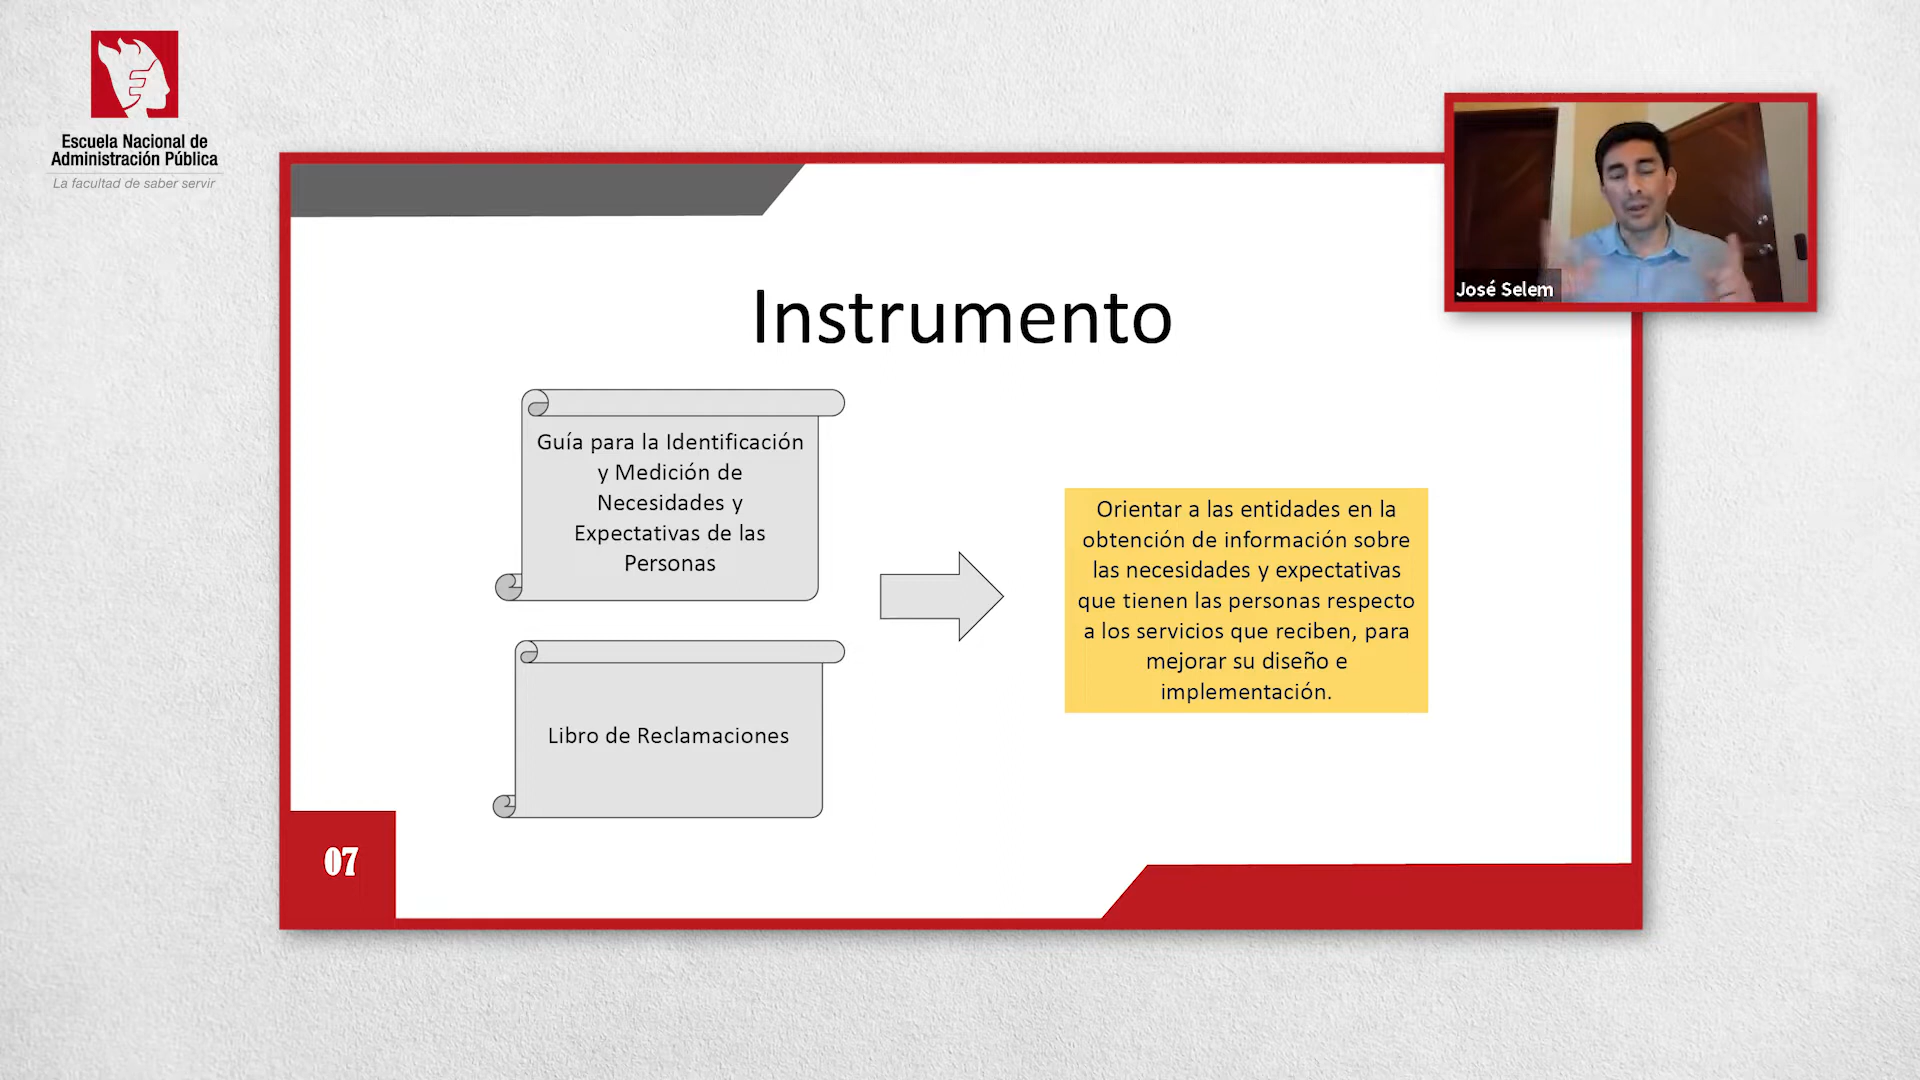 Escuela Nacional de
Administración Pública
La facultad de saber servir
José Selem
Instrumento
Guía para la Identificación
y Medición de
Necesidades y
Expectativas de las
Personas
Libro de Reclamaciones
Orientar a las entidades en la
obtención de información sobre
las necesidades y expectativas
que tienen las personas respecto
a los servicios que reciben, para
mejorar su diseño e
implementación.
07